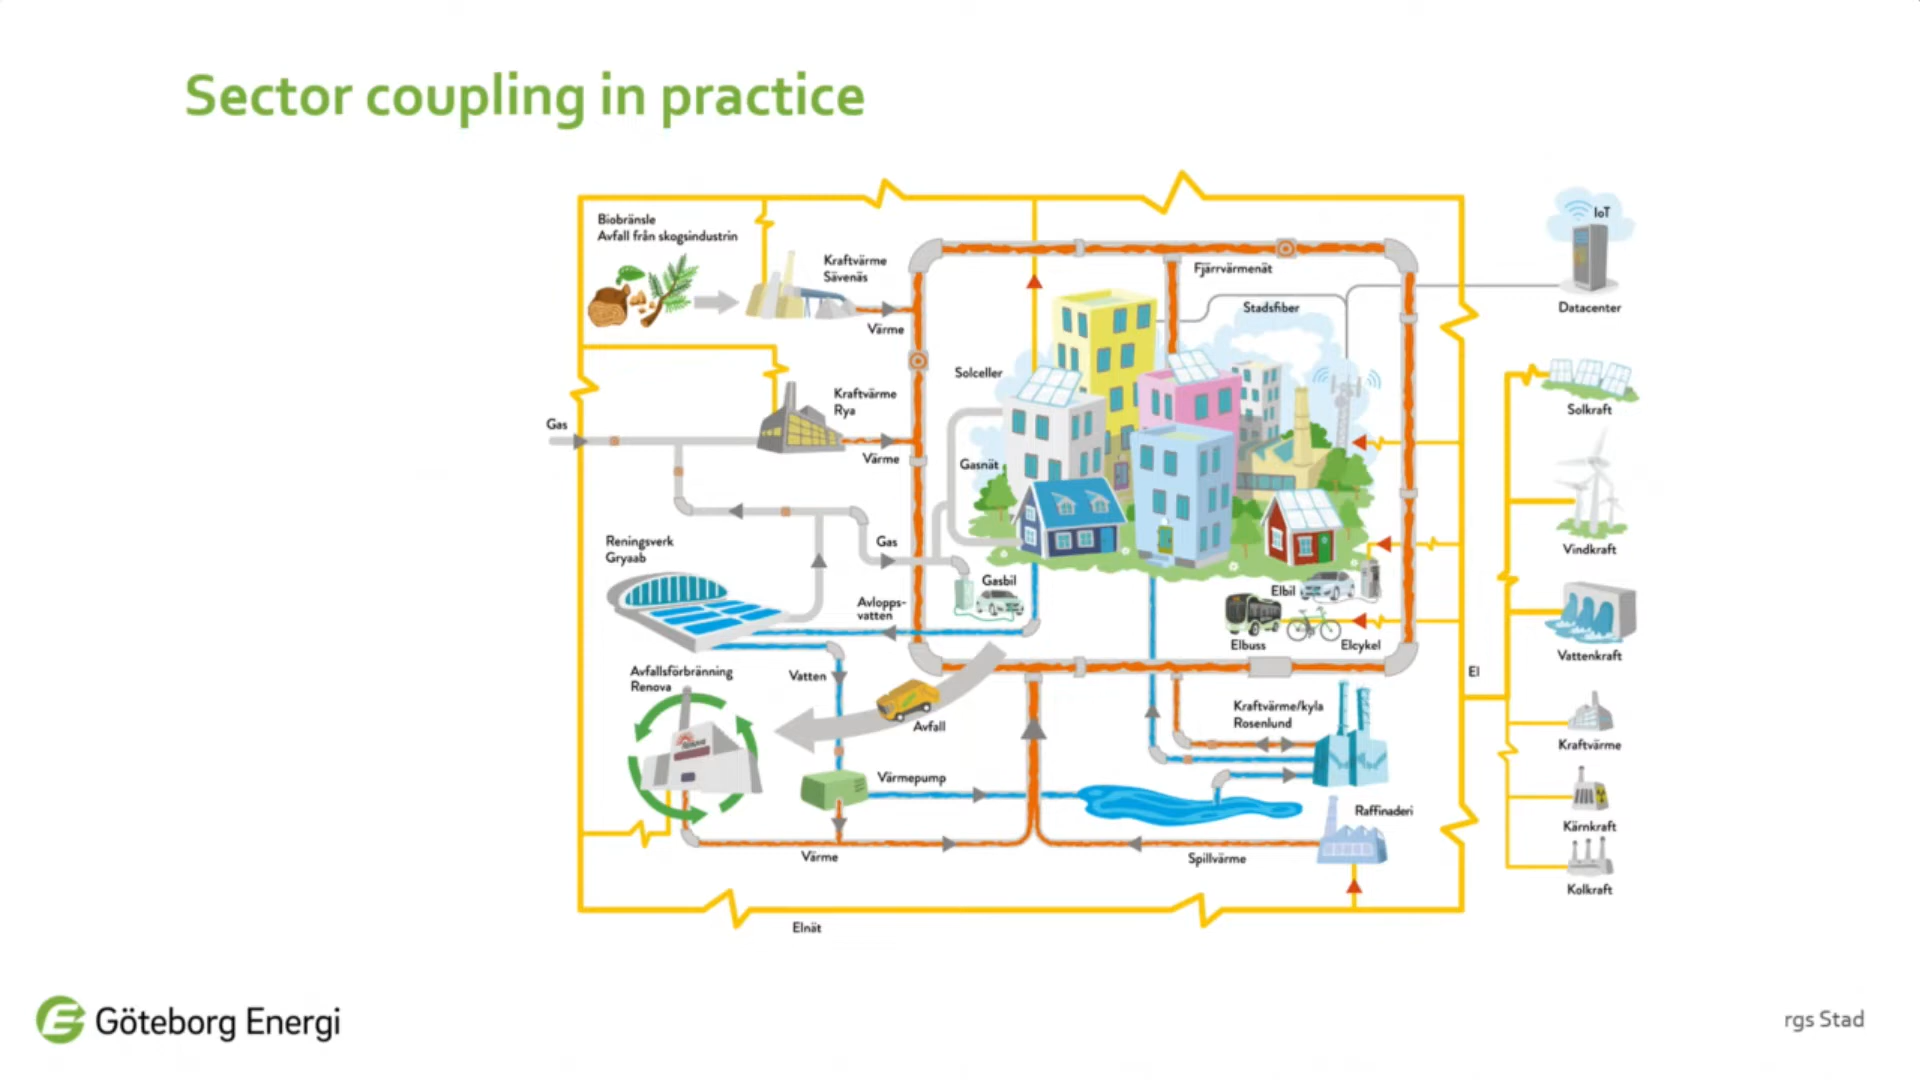 Sector coupling in practice
Biobränsle
Avfall från skogsindustrin
Kraftvärme
Sävenäs
Värme
Fjärrvärmenät
Stadsfiber
IoT
Datacenter
Solceller
Solkraft
Kraftvärme
Rya
Gas
Värme
Gasnät
Reningsverk
Gryaab
Gas
Gasbil
Avlopps-
vatten
Elbil
Elbuss
Elcykel
Vindkraft
Vattenkraft
El
Avfallsförbränning
Renova
Vatten
Avfall
Kraftvärme/kyla
Rosenlund
Kraftvärme
Värmepump
Raffinaderi
Kärnkraft
Värme
Spillvärme
Kolkraft
Elnät
Göteborg Energi
rgs Stad